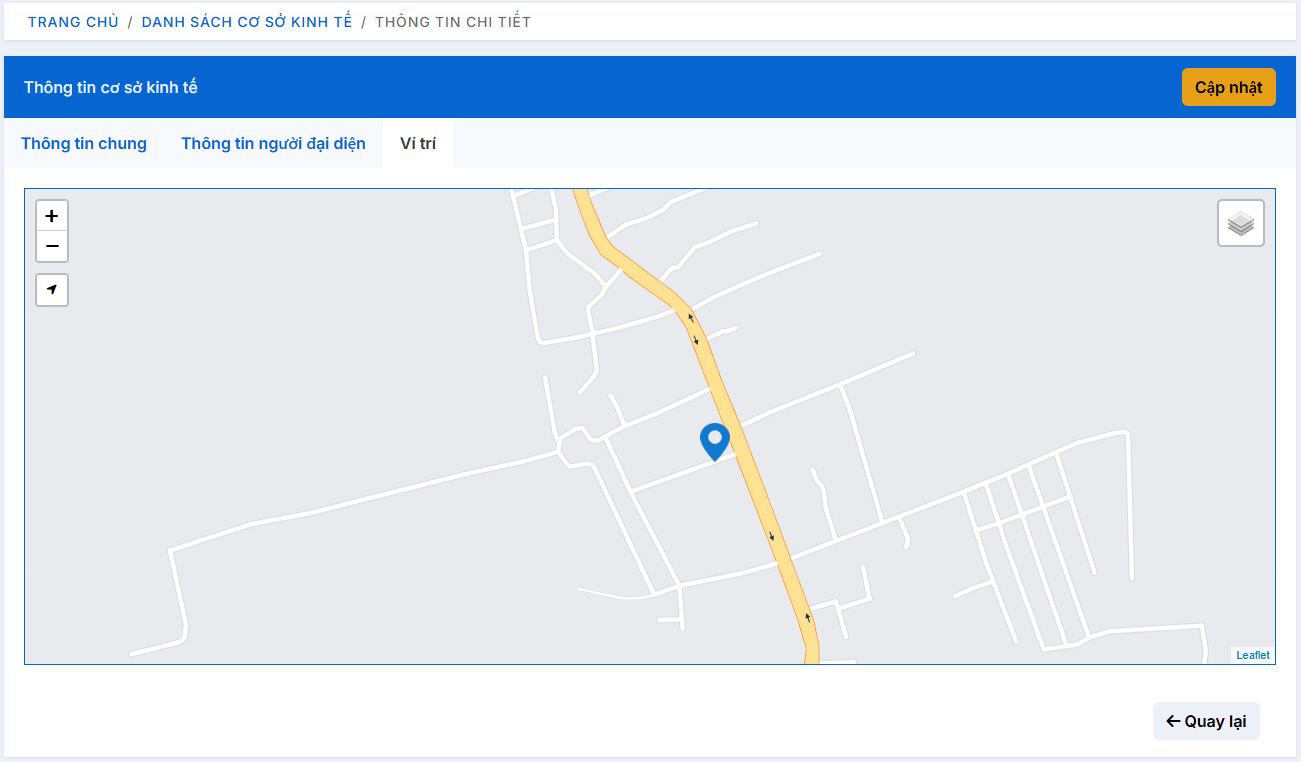 TRANG CHỦ / DANH SÁCH CƠ SỞ KINH TẾ / THÔNG TIN CHI TIẾT
Thông tin cơ sở kinh tế
Cập nhật
Thông tin chung Thông tin người đại diện Ví trí
+
−
Leaflet
← Quay lại